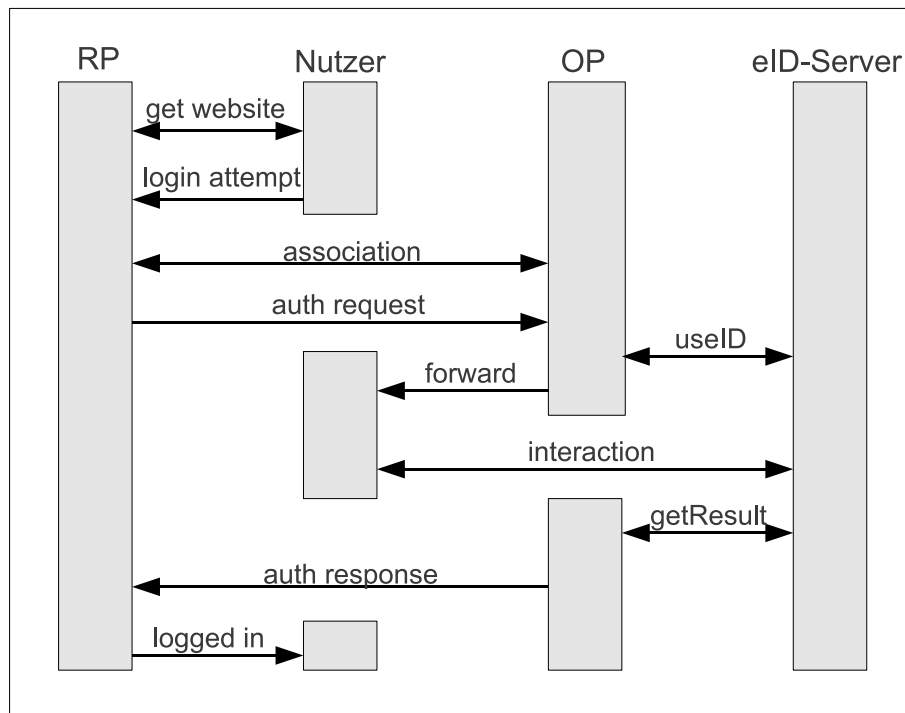 RP
Nutzer
OP
eID-Server
get website
login attempt
association
auth request
useID
forward
interaction
getResult
auth response
logged in